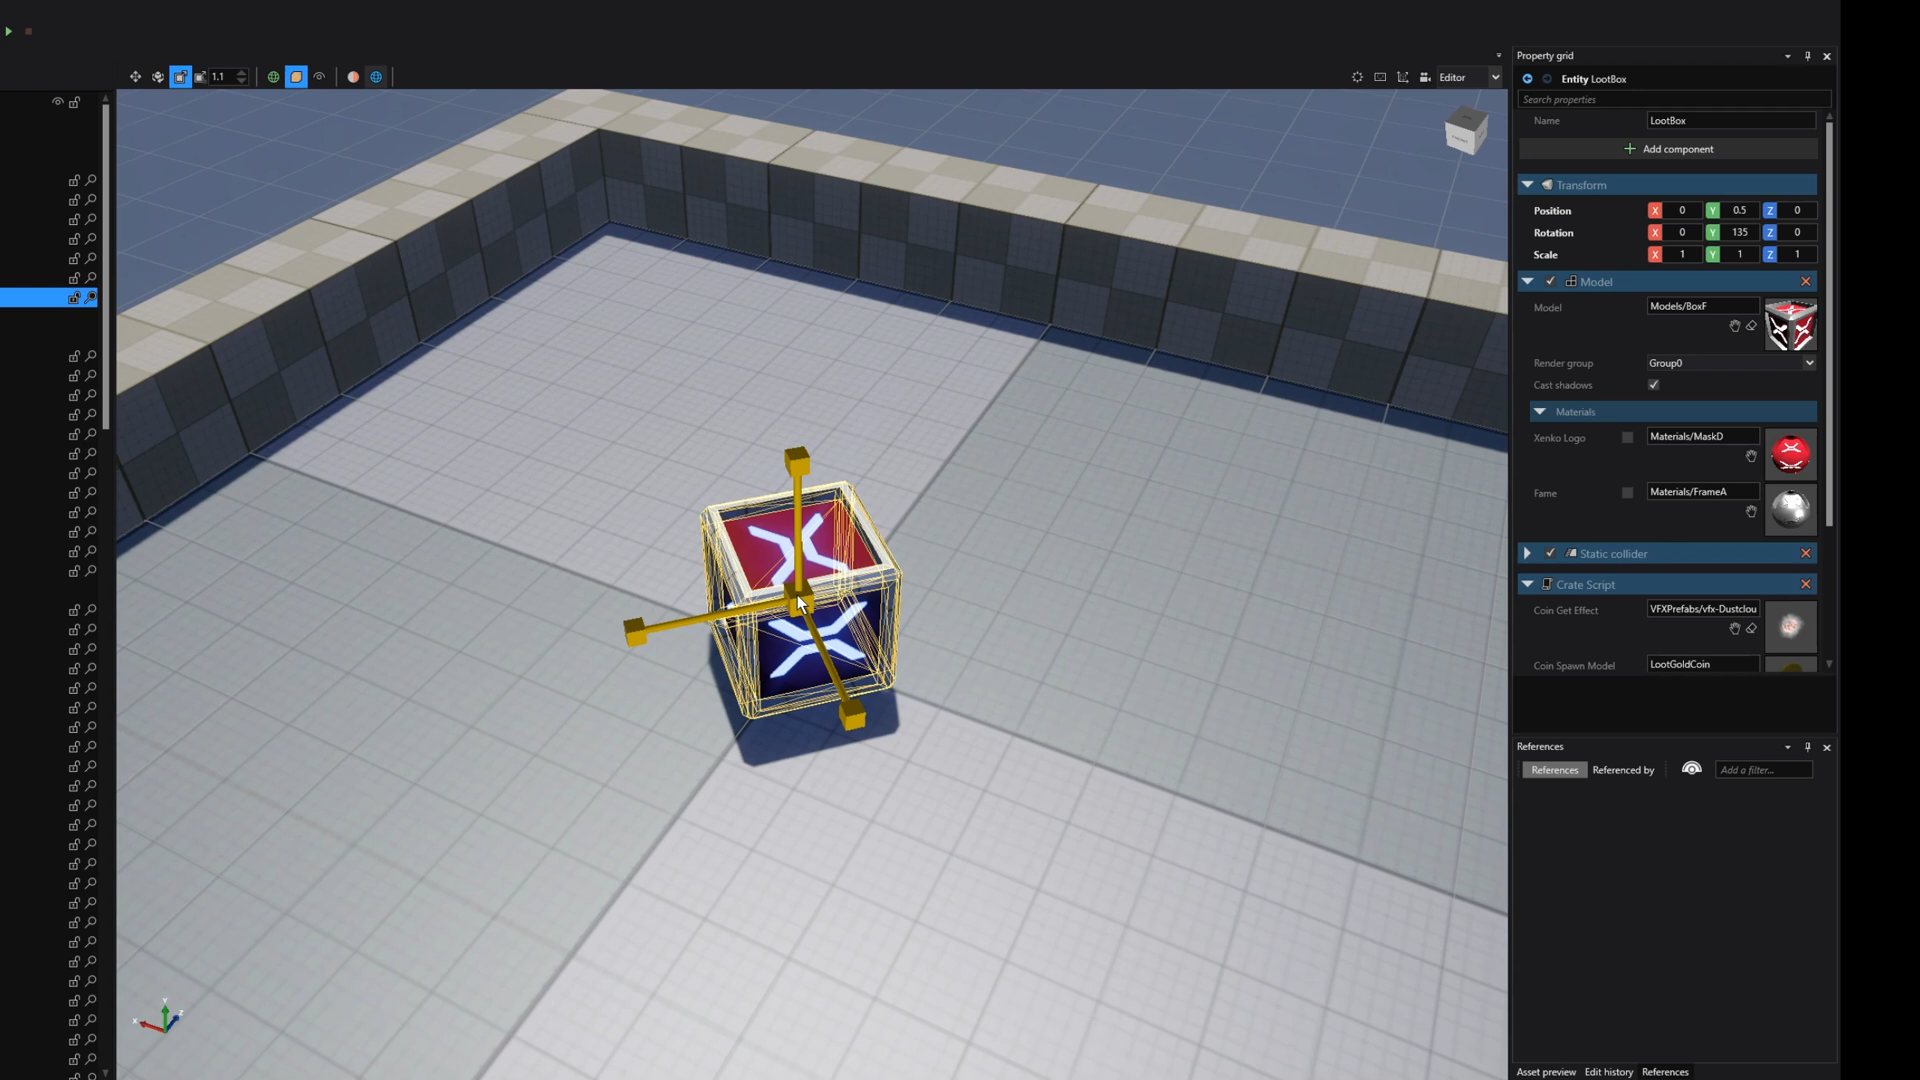 Property grid
1.1
Editor
Entity LootBox
Search properties
Name LootBox
Add component
Transform
Position X 0 Y 0.5 Z 0
Rotation X 0 Y 135 Z 0
Scale X 1 Y 1 Z 1
Model
Model Models/BoxF
Render group Group0
Cast shadows
Materials
Xenko Logo Materials/MaskD
Fame Materials/FrameA
Static collider
Crate Script
Coin Get Effect VFXPrefabs/vfx-Dustclou
Coin Spawn Model LootGoldCoin
References
References Referenced by Add a filter...
Y
X Z
Asset preview Edit history References